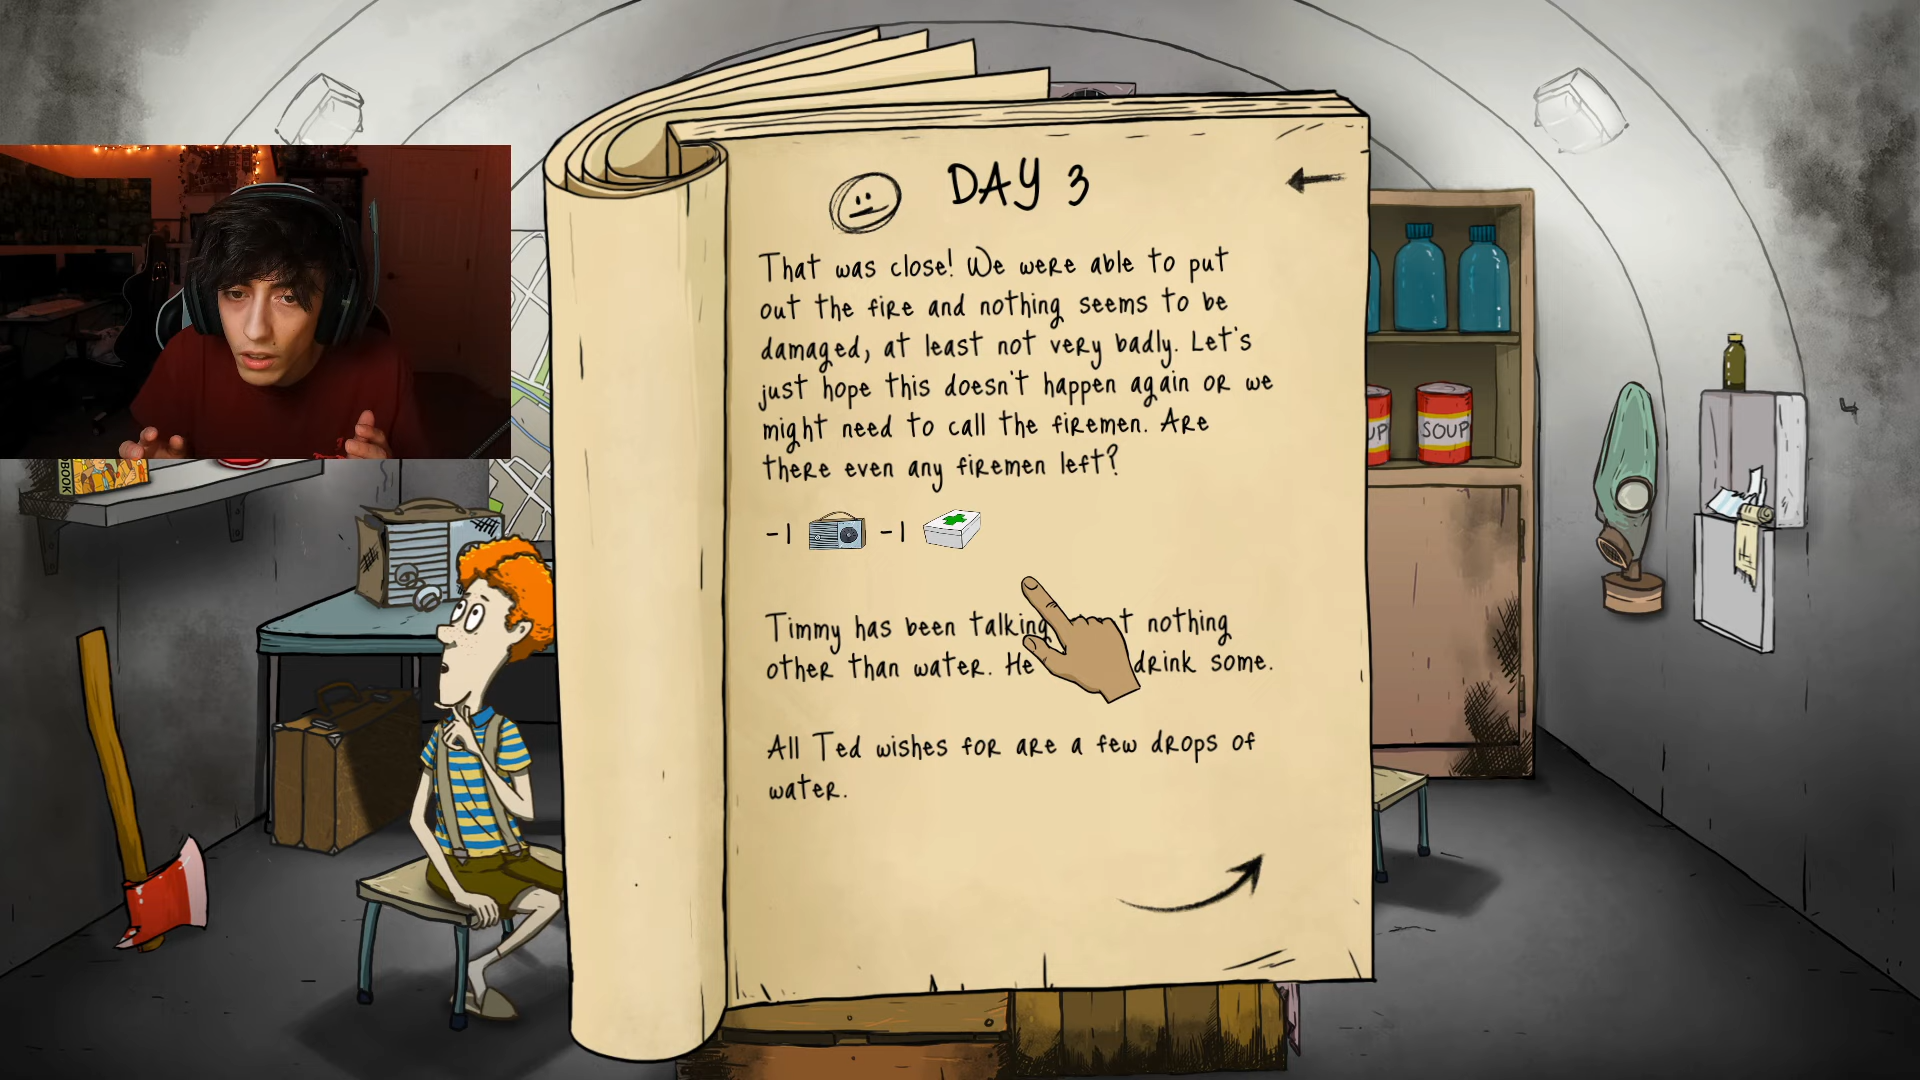 DAY 3
That was close! We were able to put
out the fire and nothing seems to be
damaged, at least not very badly. Let's
just hope this doesn't happen again or we
might need to call the firemen. Are
there even any firemen left?
-1 -1
Timmy has been talking nothing
other than water. He drink some.
All Ted wishes for are a few drops of
water.
UP
SOUP
BOOK